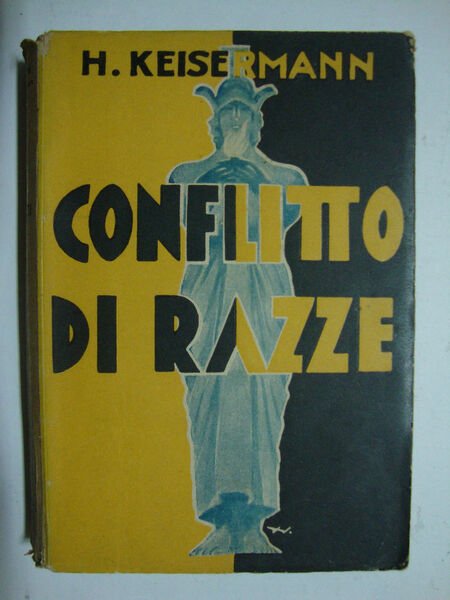 H. KEISERMANN
CONFLITTO
DI RAZZE